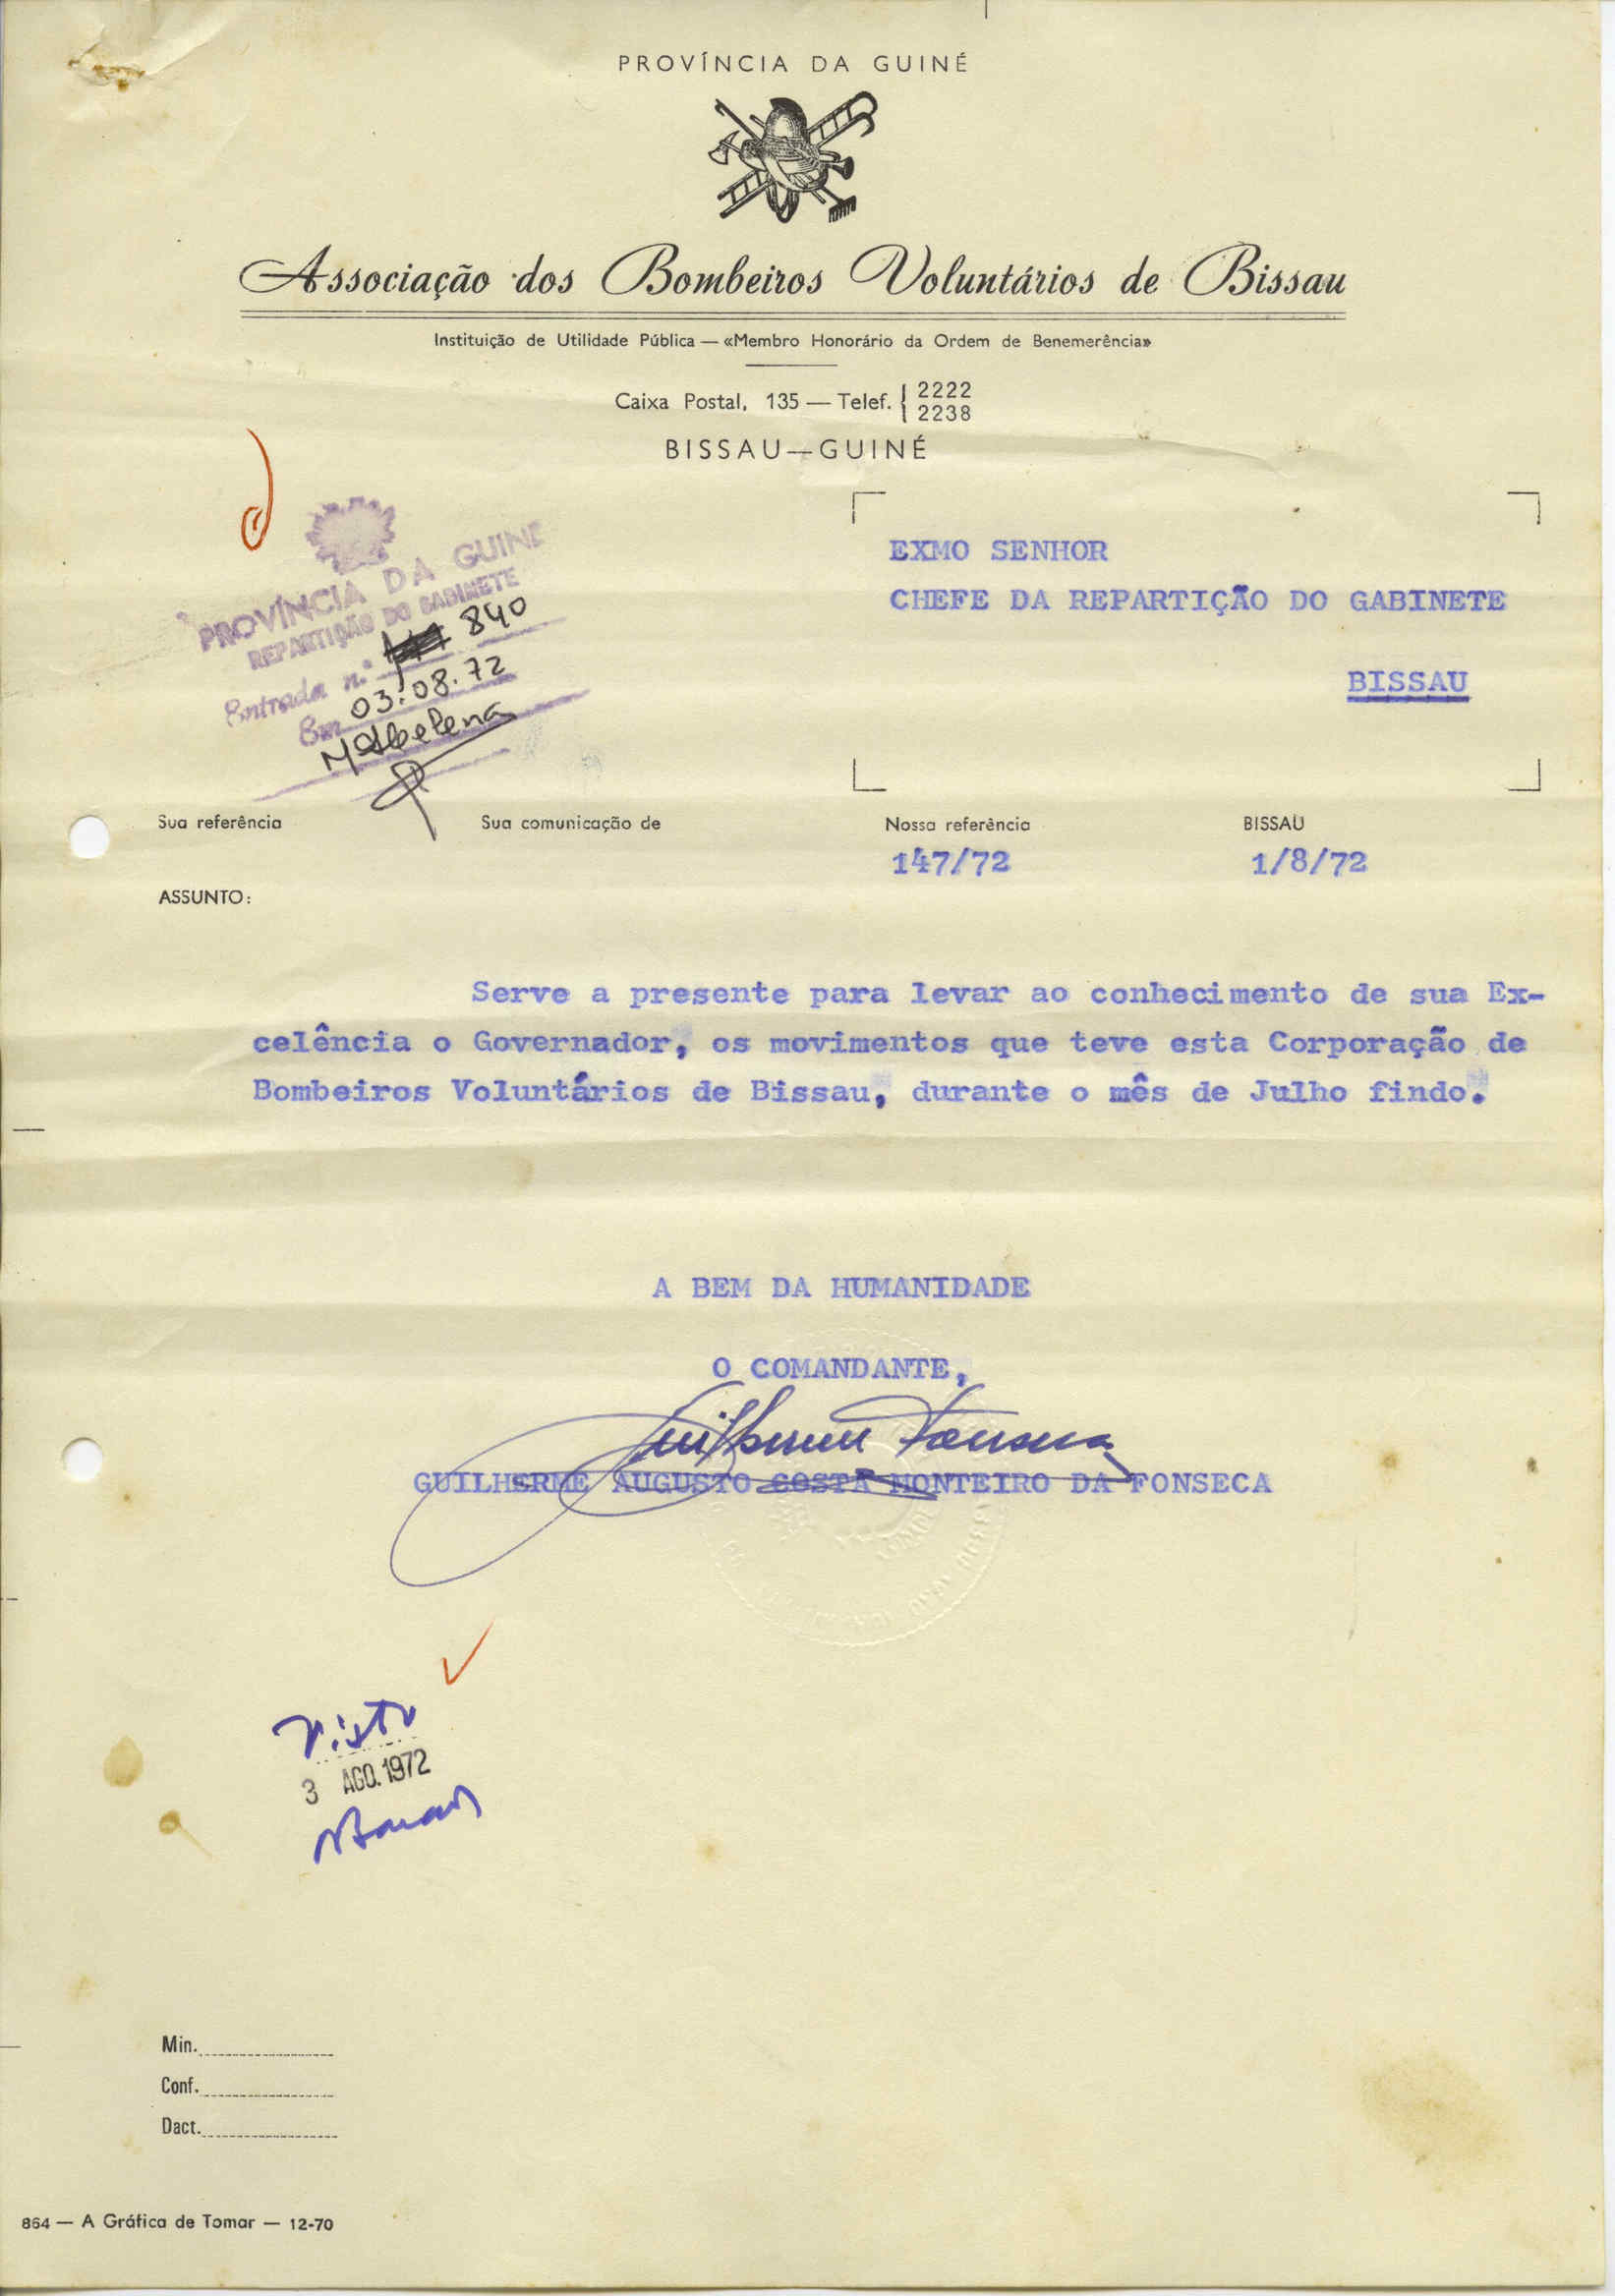 PROVÍNCIA DA GUINÉ
Associação dos Bombeiros Voluntários de Bissau
Instituição de Utilidade Pública — «Membro Honorário da Ordem de Benemerência»
Caixa Postal, 135 — Telef. { 2222
2238
BISSAU—GUINÉ
PROVÍNCIA DA GUINÉ
REPARTIÇÃO DO GABINETE
Entrada n.º 840
Em 03.08.72
EXMO SENHOR
CHEFE DA REPARTIÇÃO DO GABINETE
BISSAU
Sua referência Sua comunicação de Nossa referência BISSAU
147/72 1/8/72
ASSUNTO:
Serve a presente para levar ao conhecimento de sua Ex-
celência o Governador, os movimentos que teve esta Corporação de
Bombeiros Voluntários de Bissau, durante o mês de Julho findo.
A BEM DA HUMANIDADE
O COMANDANTE,
Guilherme Fonseca
GUILHERME AUGUSTO COSTA MONTEIRO DA FONSECA
Visto
3 AGO. 1972
Min.
Conf.
Dact.
864 — A Gráfica de Tomar — 12-70